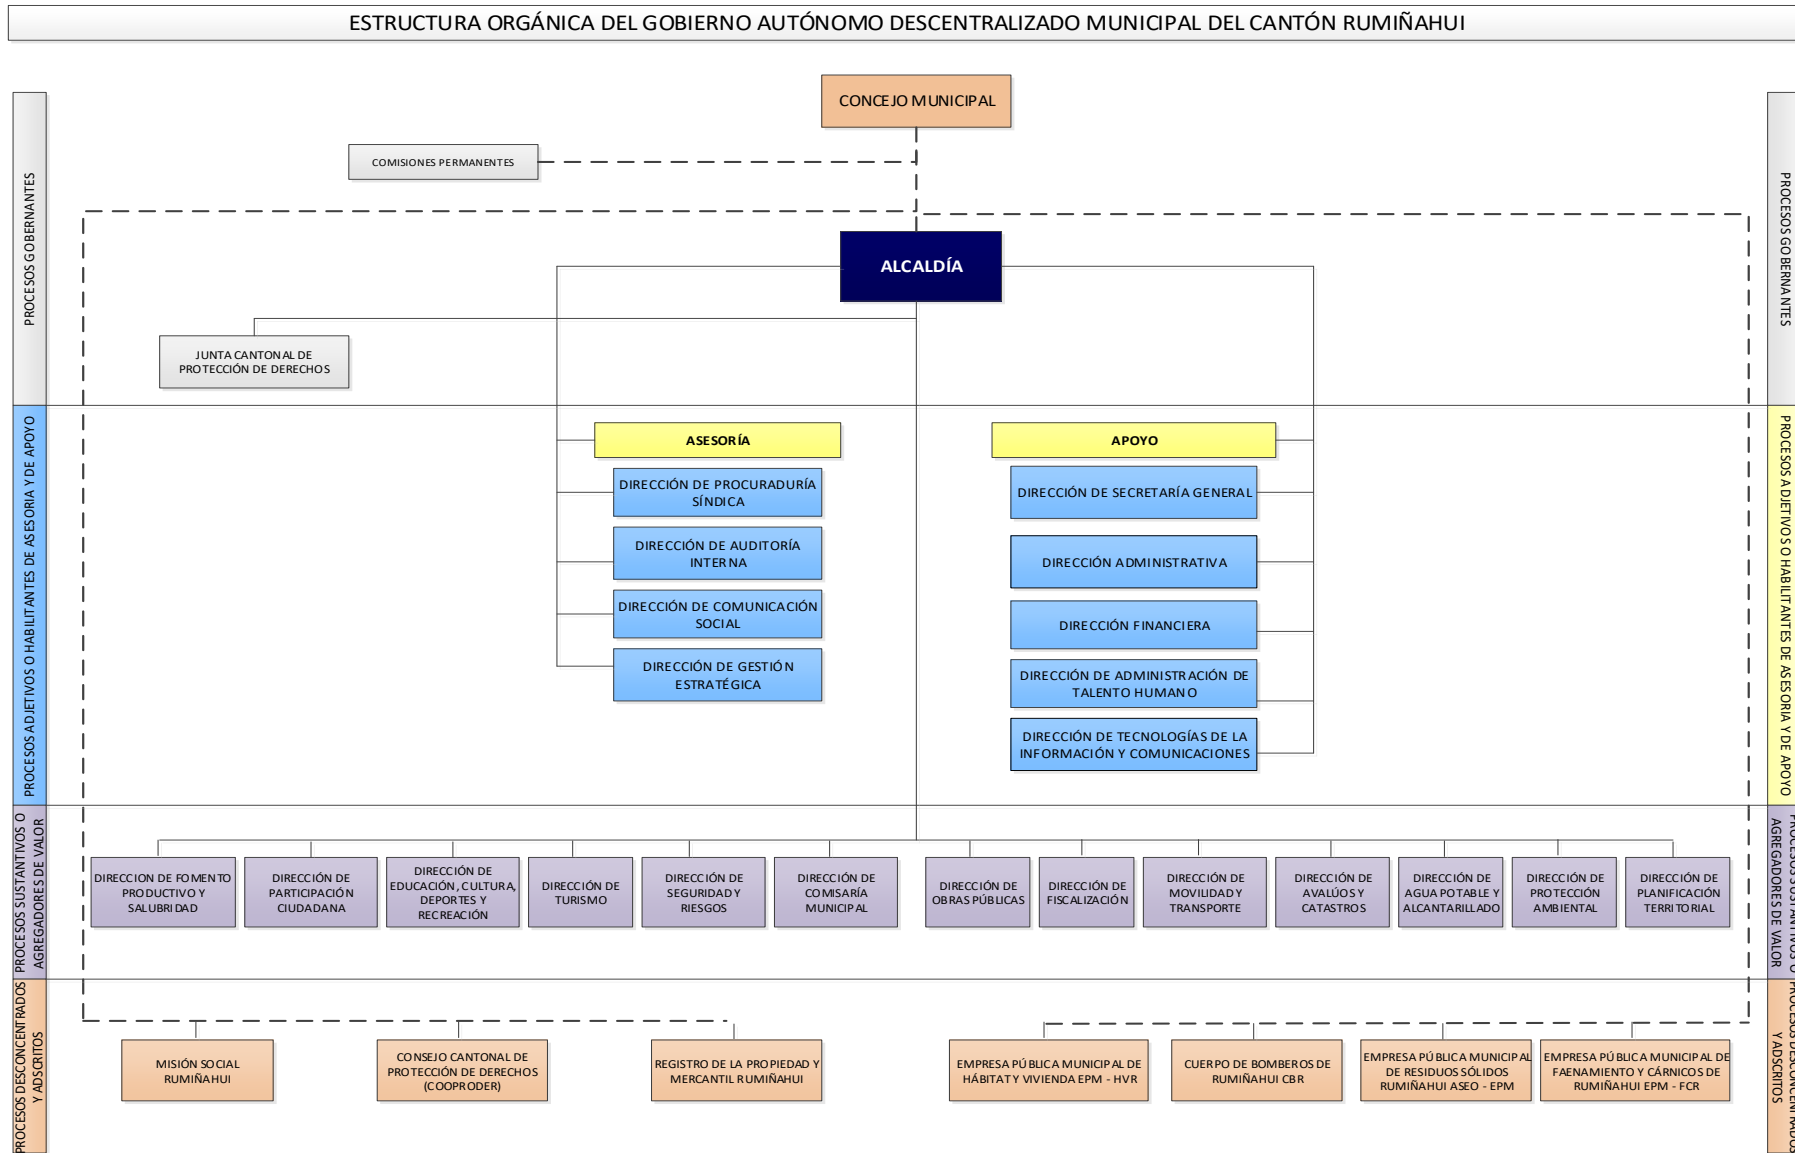 ESTRUCTURA ORGÁNICA DEL GOBIERNO AUTÓNOMO DESCENTRALIZADO MUNICIPAL DEL CANTÓN RUMIÑAHUI
CONCEJO MUNICIPAL
COMISIONES PERMANENTES
PROCESOS GOBERNANTES
PROCESOS GOBERNANTES
ALCALDÍA
JUNTA CANTONAL DE
PROTECCIÓN DE DERECHOS
PROCESOS ADJETIVOS O HABILITANTES DE ASESORIA Y DE APOYO
PROCESOS ADJETIVOS O HABILITANTES DE ASESORIA Y DE APOYO
ASESORÍA
DIRECCIÓN DE PROCURADURÍA
SÍNDICA
DIRECCIÓN DE AUDITORÍA
INTERNA
DIRECCIÓN DE COMUNICACIÓN
SOCIAL
DIRECCIÓN DE GESTIÓN
ESTRATÉGICA
APOYO
DIRECCIÓN DE SECRETARÍA GENERAL
DIRECCIÓN ADMINISTRATIVA
DIRECCIÓN FINANCIERA
DIRECCIÓN DE ADMINISTRACIÓN DE
TALENTO HUMANO
DIRECCIÓN DE TECNOLOGÍAS DE LA
INFORMACIÓN Y COMUNICACIONES
PROCESOS SUSTANTIVOS O
AGREGADORES DE VALOR
DIRECCION DE FOMENTO
PRODUCTIVO Y
SALUBRIDAD
DIRECCIÓN DE
PARTICIPACIÓN
CIUDADANA
DIRECCIÓN DE
EDUCACIÓN, CULTURA,
DEPORTES Y
RECREACIÓN
DIRECCIÓN DE
TURISMO
DIRECCIÓN DE
SEGURIDAD Y
RIESGOS
DIRECCIÓN DE
COMISARÍA
MUNICIPAL
DIRECCIÓN DE
OBRAS PÚBLICAS
DIRECCIÓN DE
FISCALIZACIÓN
DIRECCIÓN DE
MOVILIDAD Y
TRANSPORTE
DIRECCIÓN DE
AVALÚOS Y
CATASTROS
DIRECCIÓN DE
AGUA POTABLE Y
ALCANTARILLADO
DIRECCIÓN DE
PROTECCIÓN
AMBIENTAL
DIRECCIÓN DE
PLANIFICACIÓN
TERRITORIAL
PROCESOS SUSTANTIVOS O
AGREGADORES DE VALOR
PROCESOS DESCONCENTRADOS
Y ADSCRITOS
MISIÓN SOCIAL
RUMIÑAHUI
CONSEJO CANTONAL DE
PROTECCIÓN DE DERECHOS
(COOPRODER)
REGISTRO DE LA PROPIEDAD Y
MERCANTIL RUMIÑAHUI
EMPRESA PÚBLICA MUNICIPAL DE
HÁBITAT Y VIVIENDA EPM - HVR
CUERPO DE BOMBEROS DE
RUMIÑAHUI CBR
EMPRESA PÚBLICA MUNICIPAL
DE RESIDUOS SÓLIDOS
RUMIÑAHUI ASEO - EPM
EMPRESA PÚBLICA MUNICIPAL DE
FAENAMIENTO Y CÁRNICOS DE
RUMIÑAHUI EPM - FCR
PROCESOS DESCONCENTRADOS
Y ADSCRITOS